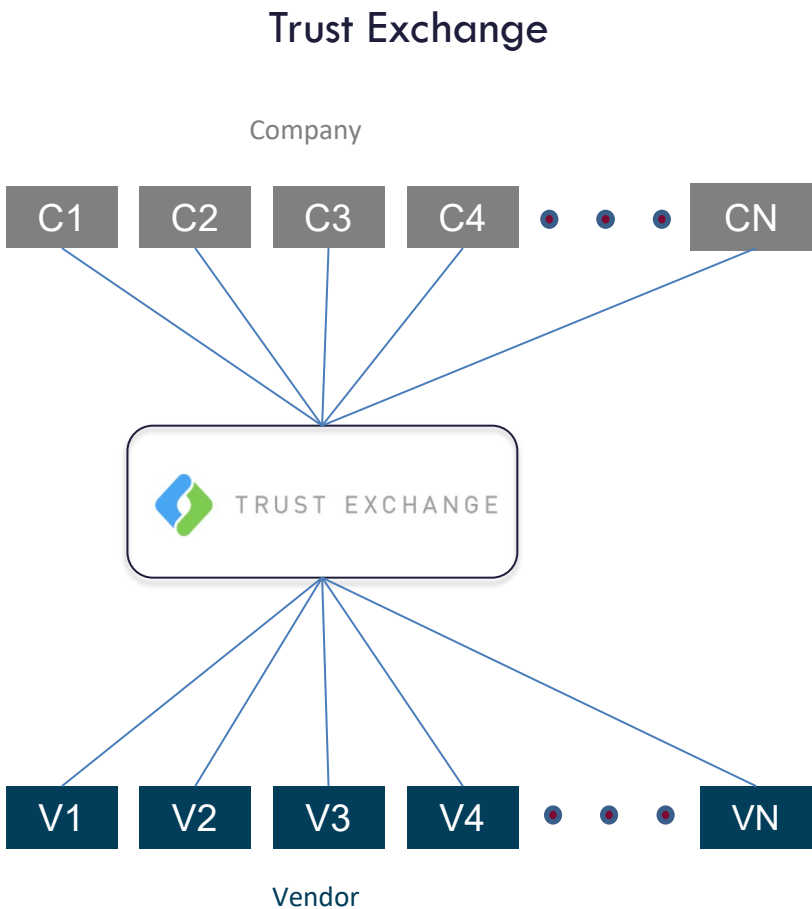 Trust Exchange
Company
C1 C2 C3 C4 CN
TRUST EXCHANGE
V1 V2 V3 V4 VN
Vendor